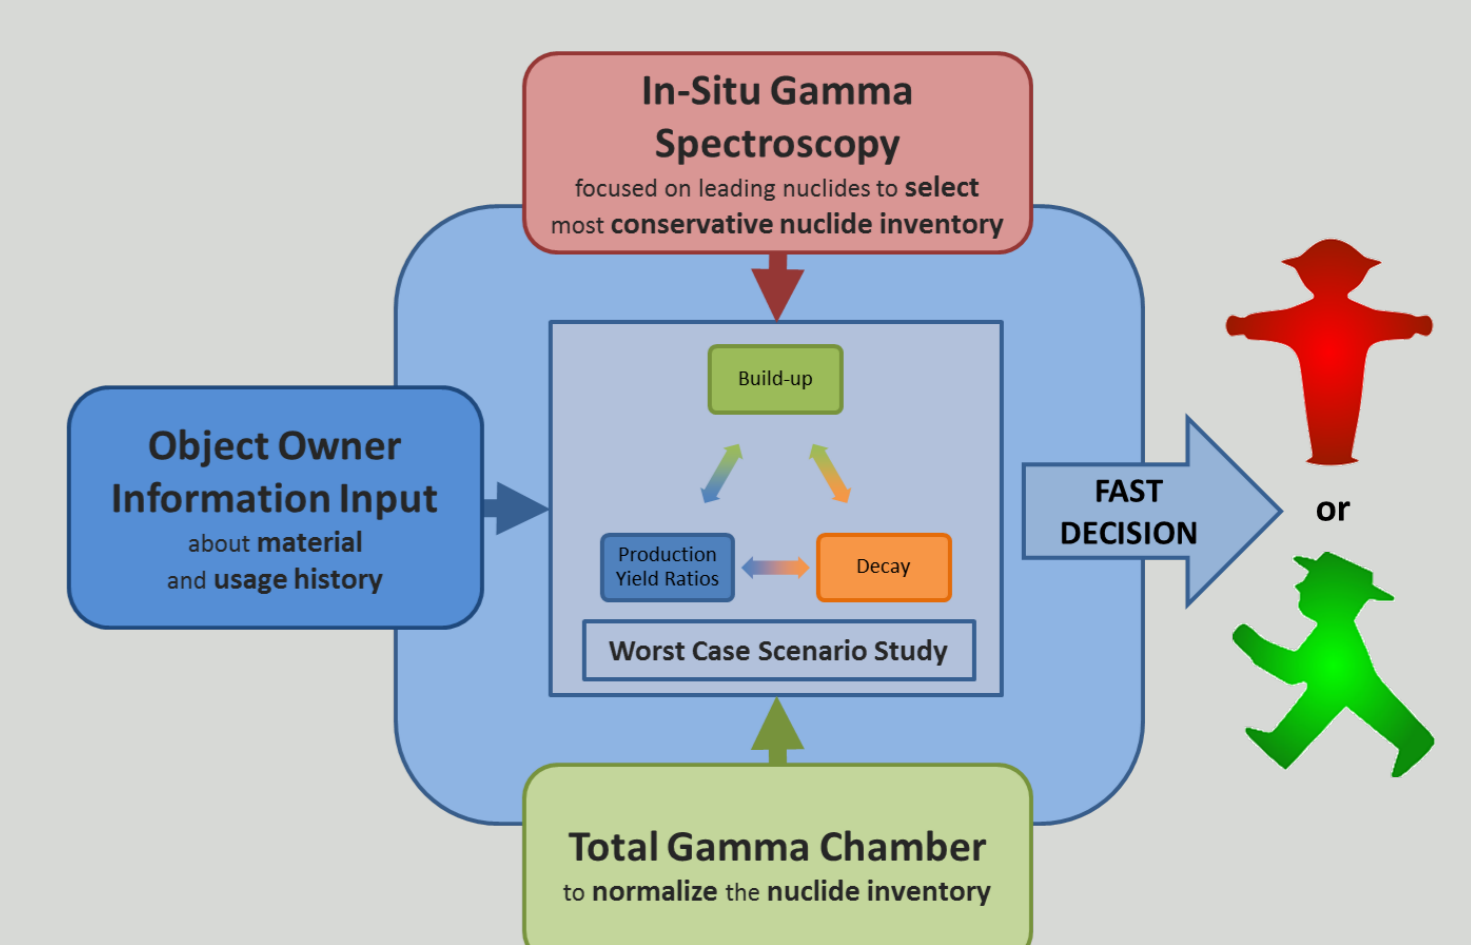 In-Situ Gamma
Spectroscopy
focused on leading nuclides to select
most conservative nuclide inventory
Build-up
Object Owner
Information Input
about material
and usage history
Production
Yield Ratios
Decay
Worst Case Scenario Study
FAST
DECISION
or
Total Gamma Chamber
to normalize the nuclide inventory